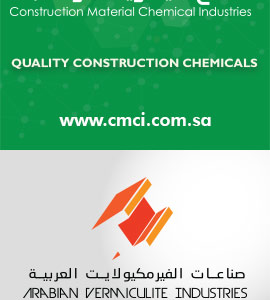 Construction Material Chemical Industries
QUALITY CONSTRUCTION CHEMICALS
www.cmci.com.sa
صناعات الفيرمكيولايت العربية
ARABIAN VERMICULITE INDUSTRIES